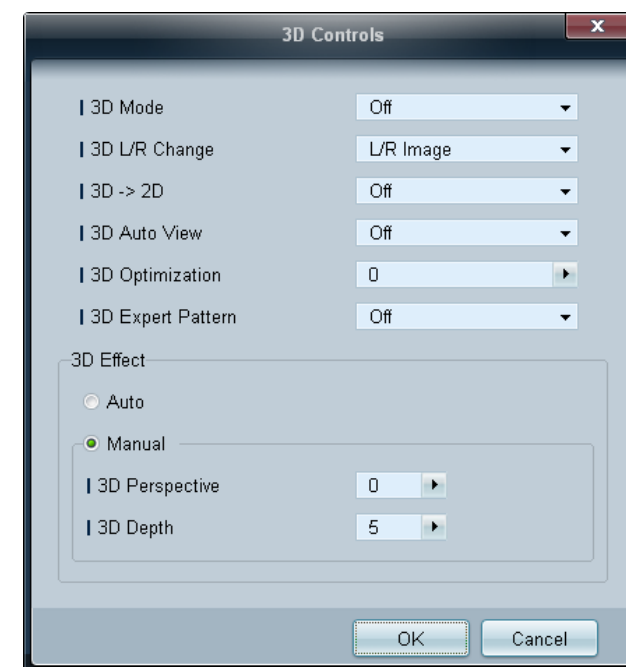 3D Controls
3D Mode Off
3D L/R Change L/R Image
3D -> 2D Off
3D Auto View Off
3D Optimization 0
3D Expert Pattern Off
3D Effect
Auto
Manual
3D Perspective 0
3D Depth 5
OK Cancel